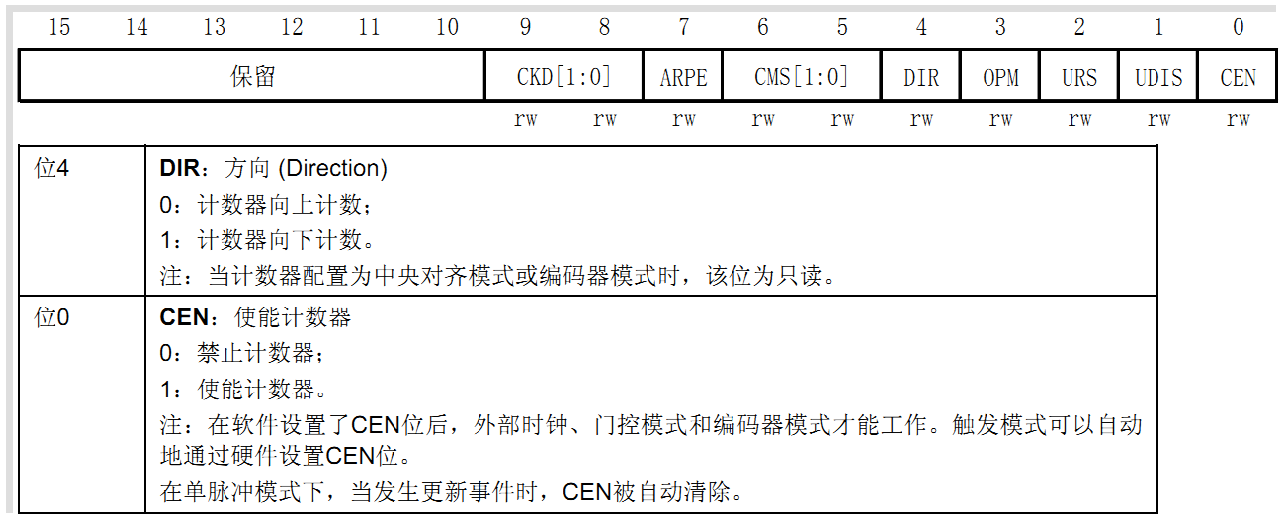 15 14 13 12 11 10 9 8 7 6 5 4 3 2 1 0
保留 CKD[1:0] ARPE CMS[1:0] DIR OPM URS UDIS CEN
rw rw rw rw rw rw rw rw rw rw
位4 DIR：方向 (Direction)
0：计数器向上计数；
1：计数器向下计数。
注：当计数器配置为中央对齐模式或编码器模式时，该位为只读。
位0 CEN：使能计数器
0：禁止计数器；
1：使能计数器。
注：在软件设置了CEN位后，外部时钟、门控模式和编码器模式才能工作。触发模式可以自动
地通过硬件设置CEN位。
在单脉冲模式下，当发生更新事件时，CEN被自动清除。